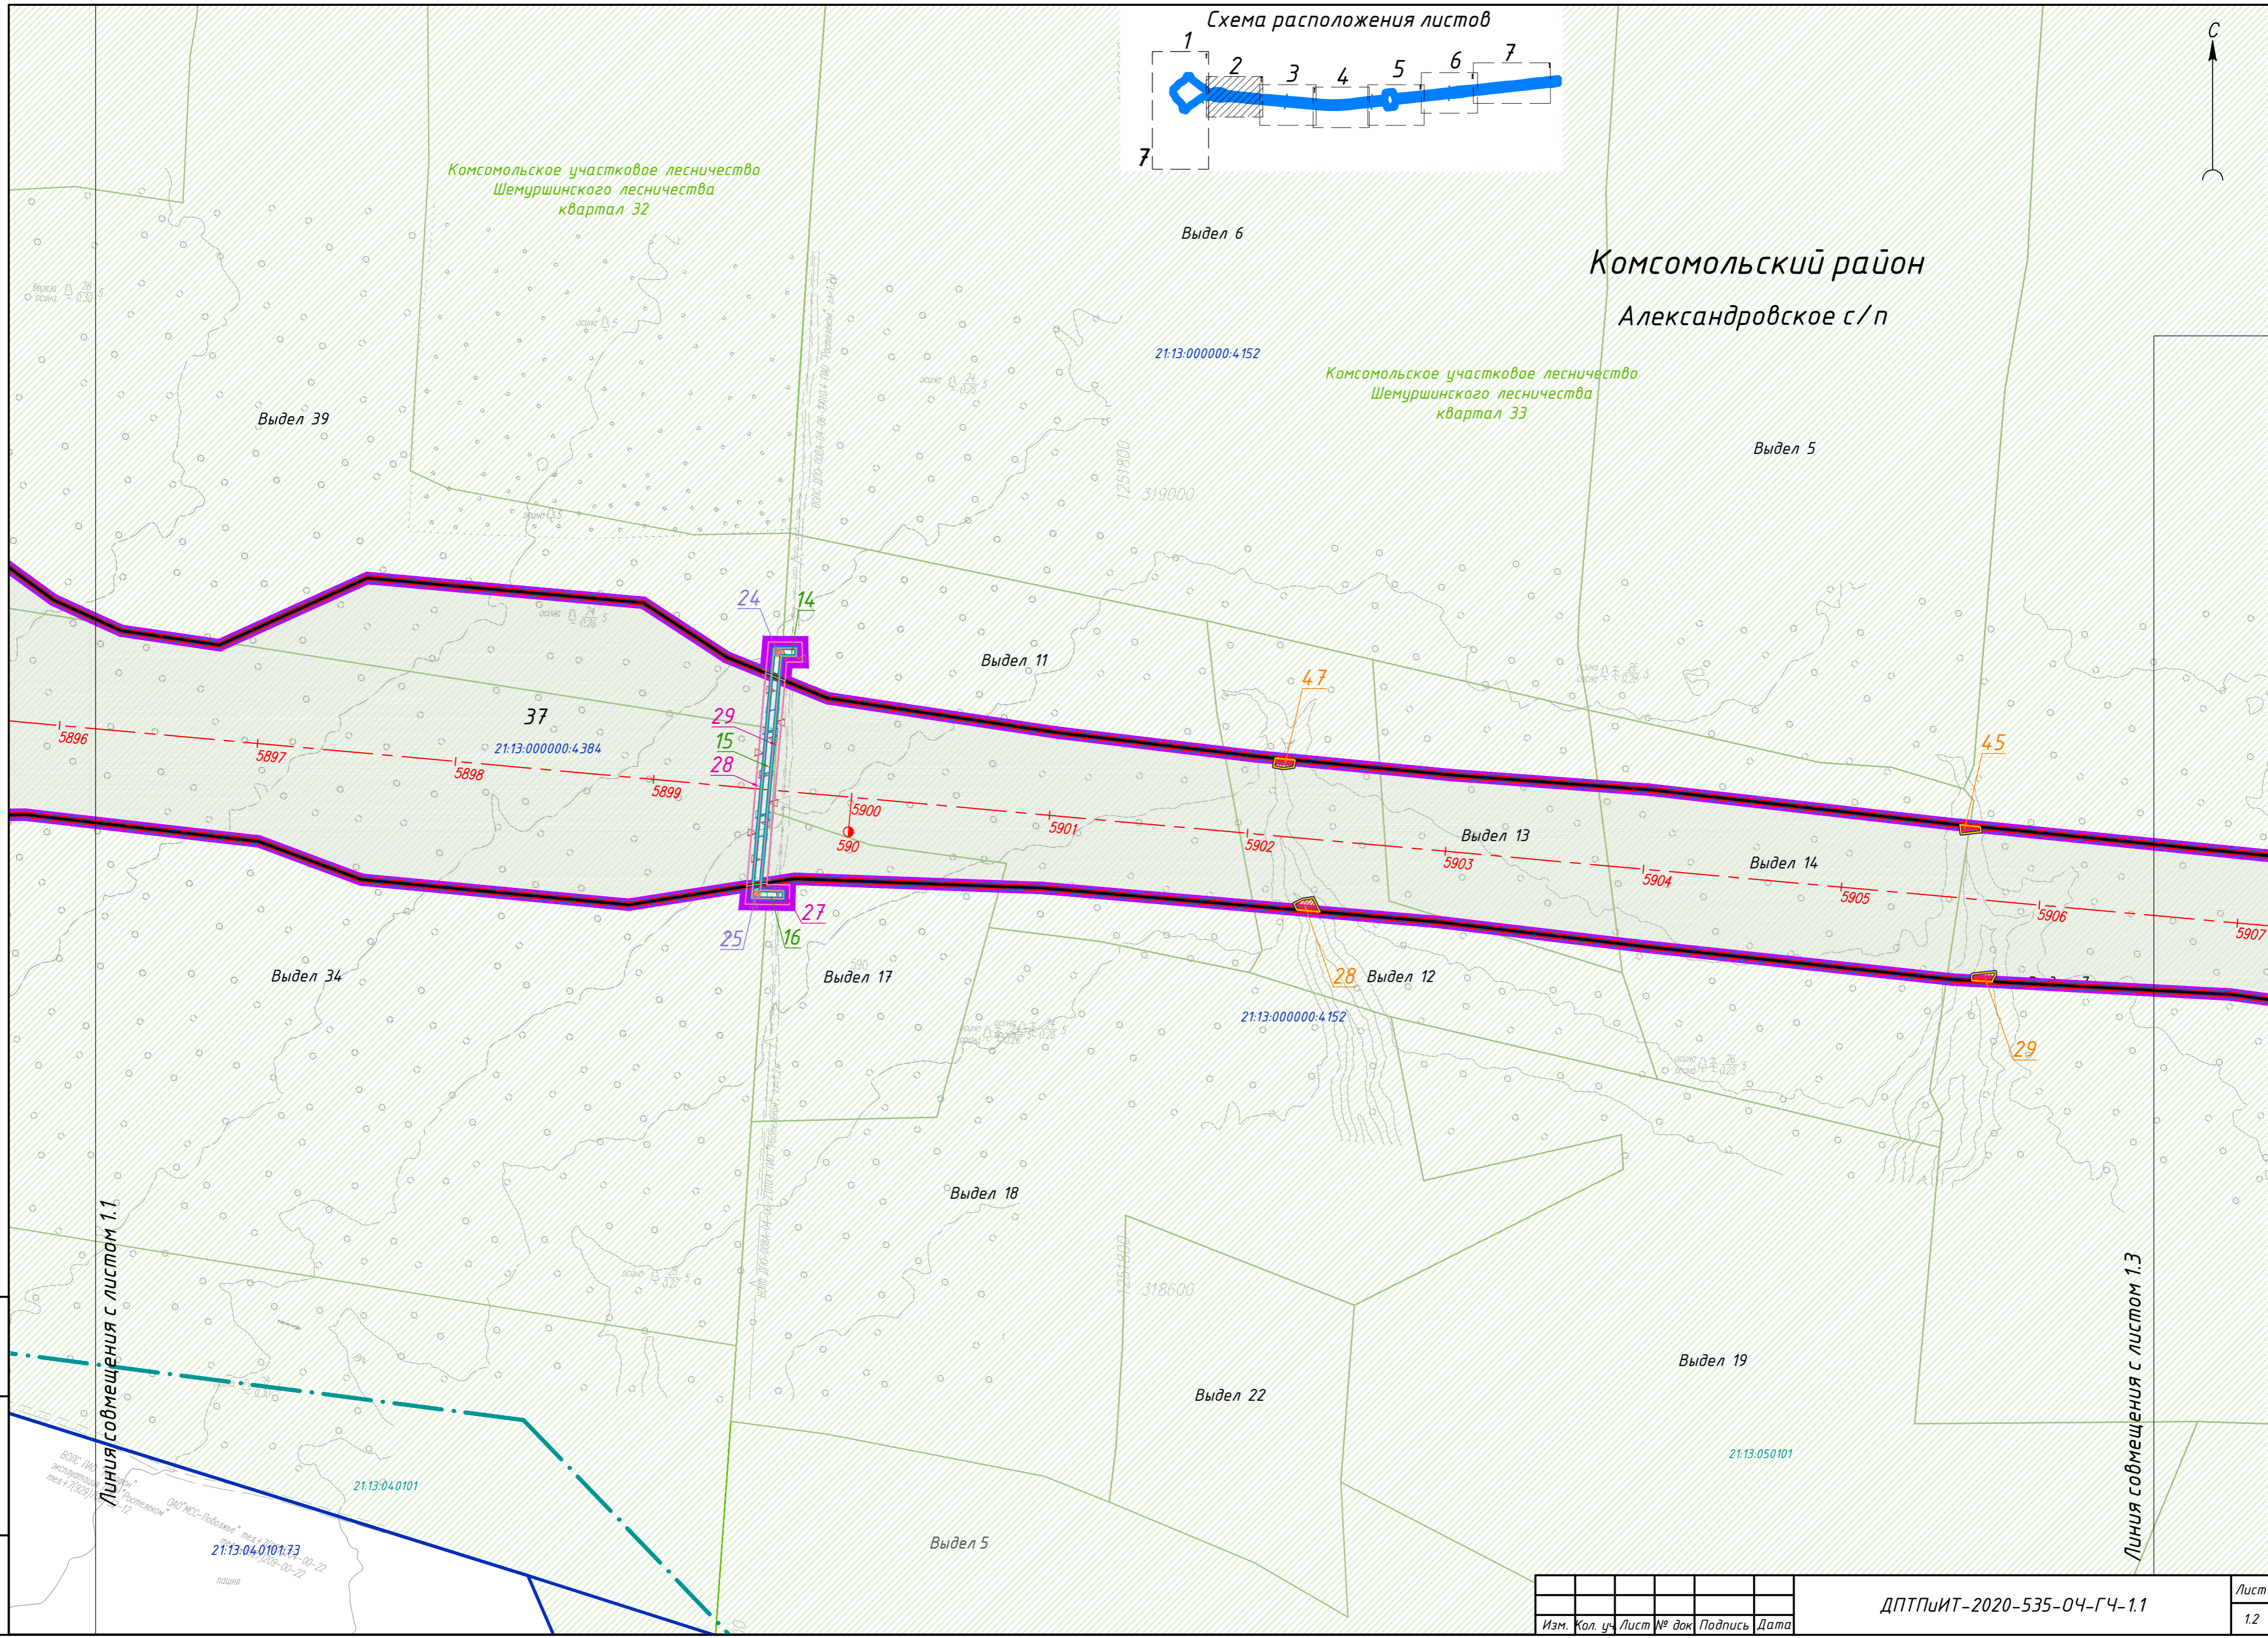 Схема расположения листов
1
2
3
4
5
6
7
7
С
Комсомольское участковое лесничество
Шемуршинского лесничества
квартал 32
Выдел 6
Комсомольский район
Александровское с/п
21:13:000000:4152
Комсомольское участковое лесничество
Шемуршинского лесничества
квартал 33
Выдел 39
Выдел 5
1251800
319000
24
14
Выдел 11
47
37
29
15
28
21:13:000000:4384
45
5896
5897
5898
5899
5900
5901
5902
5903
5904
5905
5906
5907
590
Выдел 13
Выдел 14
25
27
16
Выдел 34
Выдел 17
28
Выдел 12
21:13:000000:4152
29
Выдел 18
1251800
318600
Линия совмещения с листом 1.1
Линия совмещения с листом 1.3
Выдел 19
Выдел 22
21:13:050101
21:13:040101
21:13:040101:73
пашня
Выдел 5
Изм. Кол. уч Лист № док Подпись Дата
ДПТПиИТ-2020-535-ОЧ-ГЧ-1.1
Лист
1.2